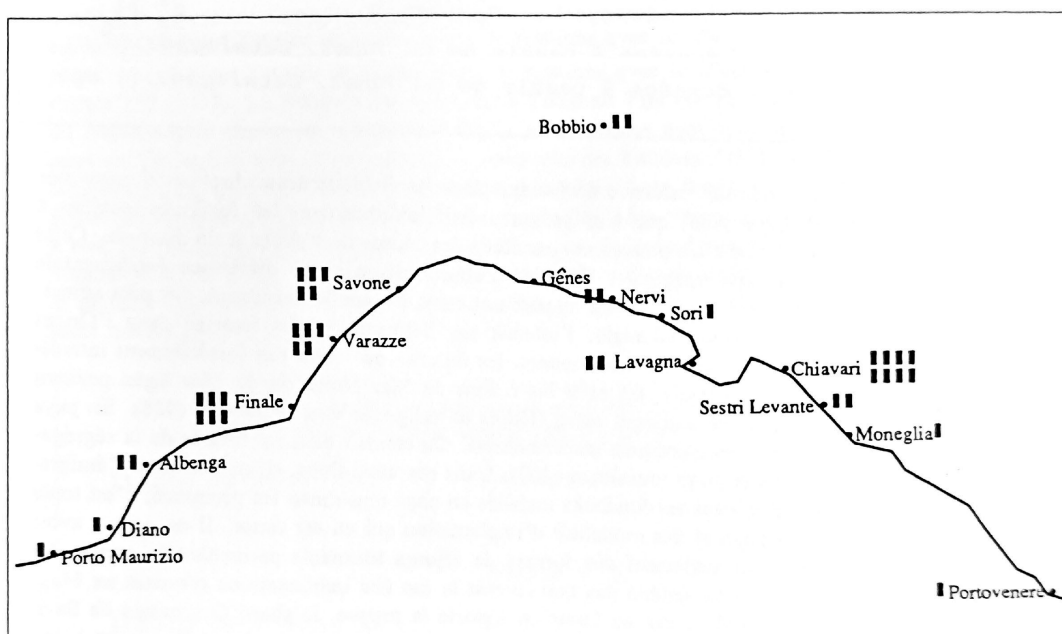 Bobbio
Savone
Gênes
Nervi
Sori
Varazze
Lavagna
Chiavari
Finale
Sestri Levante
Moneglia
Albenga
Diano
Porto Maurizio
Portovenere